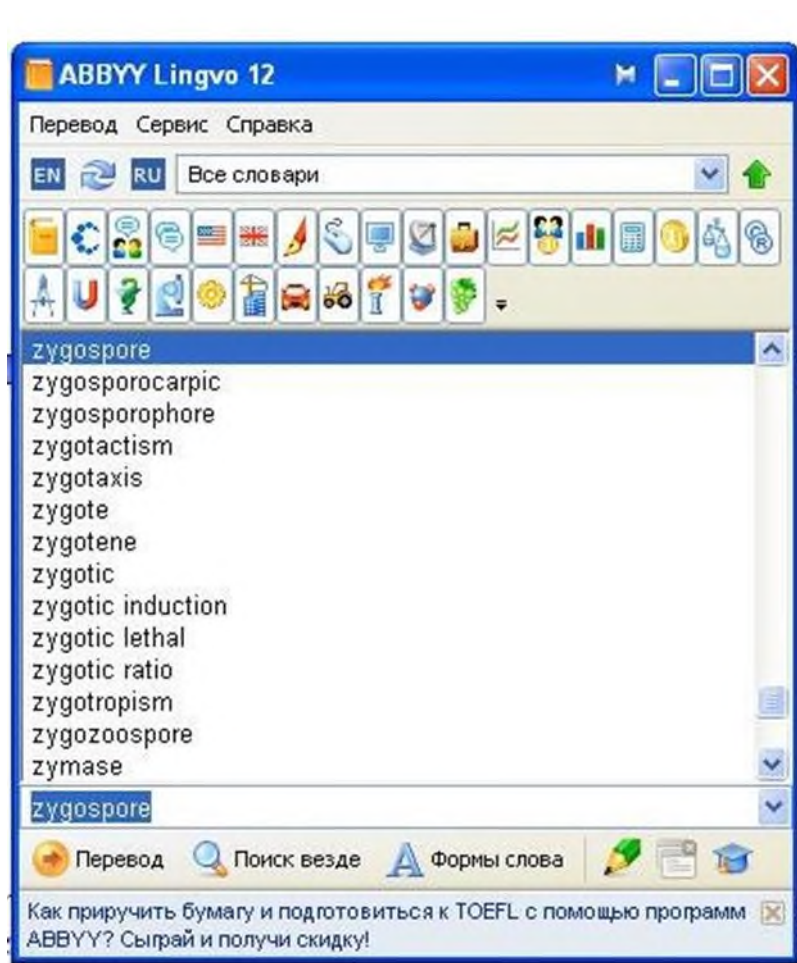 ABBYY Lingvo 12
Перевод Сервис Справка
EN RU Все словари
zygospore
zygosporocarpic
zygosporophore
zygotactism
zygotaxis
zygote
zygotene
zygotic
zygotic induction
zygotic lethal
zygotic ratio
zygotropism
zygozoospore
zymase
zygospore
Перевод Поиск везде Формы слова
Как приручить бумагу и подготовиться к TOEFL с помощью программ
ABBYY? Сыграй и получи скидку!